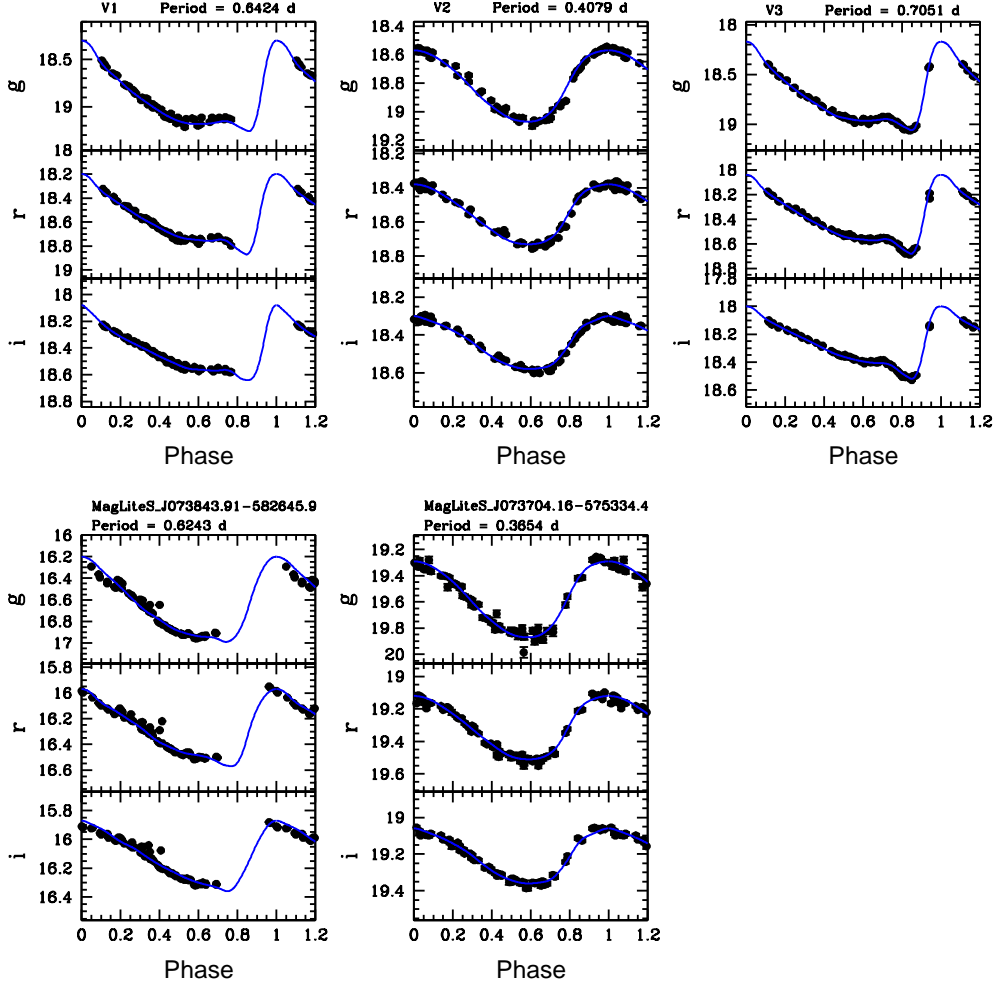 V1 Period = 0.6424 d
g
18.5
19
18
r
18.2
18.4
18.6
18.8
19
i
18
18.2
18.4
18.6
18.8
0 0.2 0.4 0.6 0.8 1 1.2
Phase
V2 Period = 0.4079 d
g
18.4
18.6
18.8
19
19.2
r
18.2
18.4
18.6
18.8
i
18.2
18.4
18.6
0 0.2 0.4 0.6 0.8 1 1.2
Phase
V3 Period = 0.7051 d
g
18
18.5
19
r
18
18.2
18.4
18.6
17.8
i
18
18.2
18.4
18.6
0 0.2 0.4 0.6 0.8 1 1.2
Phase
MagLiteS_J073843.91-582645.9
Period = 0.6243 d
g
16
16.2
16.4
16.6
16.8
17
r
15.8
16
16.2
16.4
16.6
i
15.8
16
16.2
16.4
0 0.2 0.4 0.6 0.8 1 1.2
Phase
MagLiteS_J073704.16-575334.4
Period = 0.3654 d
g
19.2
19.4
19.6
19.8
20
r
19
19.2
19.4
19.6
i
19
19.2
19.4
0 0.2 0.4 0.6 0.8 1 1.2
Phase